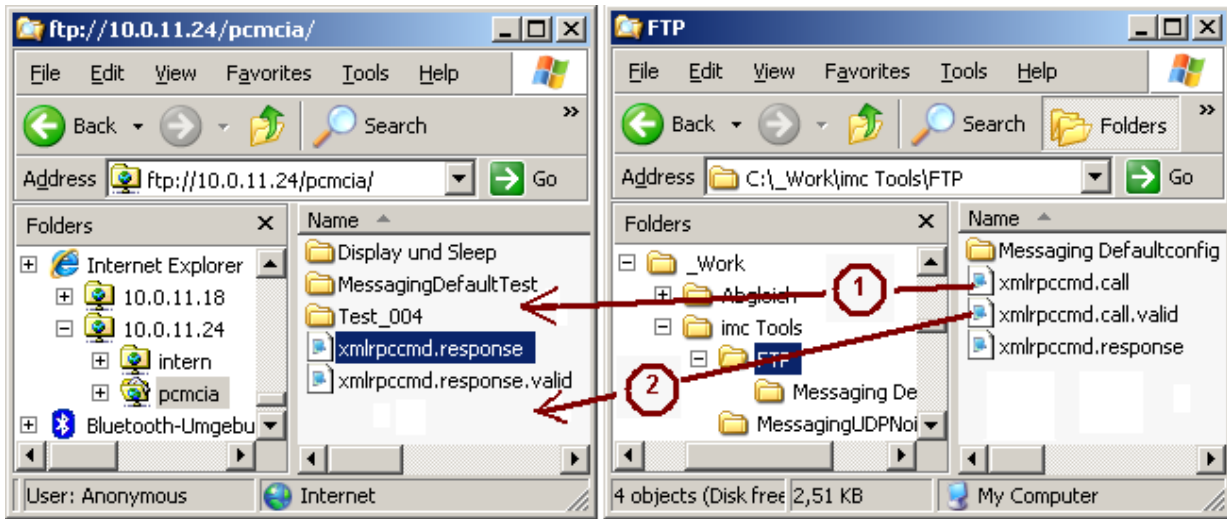 ftp://10.0.11.24/pcmcia/
File Edit View Favorites Tools Help
Back Search »
Address ftp://10.0.11.24/pcmcia/ Go
Folders X
Internet Explorer
10.0.11.18
10.0.11.24
intern
pcmcia
Bluetooth-Umgebu
Name
Display und Sleep
MessagingDefaultTest
Test_004
xmlrpccmd.response
xmlrpccmd.response.valid
User: Anonymous Internet
FTP
File Edit View Favorites Tools Help
Back Search Folders »
Address C:\_Work\imc Tools\FTP Go
Folders X
_Work
Abgleich
imc Tools
FTP
Messaging De
MessagingUDPNoi
Name
Messaging Defaultconfig
xmlrpccmd.call
xmlrpccmd.call.valid
xmlrpccmd.response
4 objects (Disk free 2,51 KB My Computer
1
2